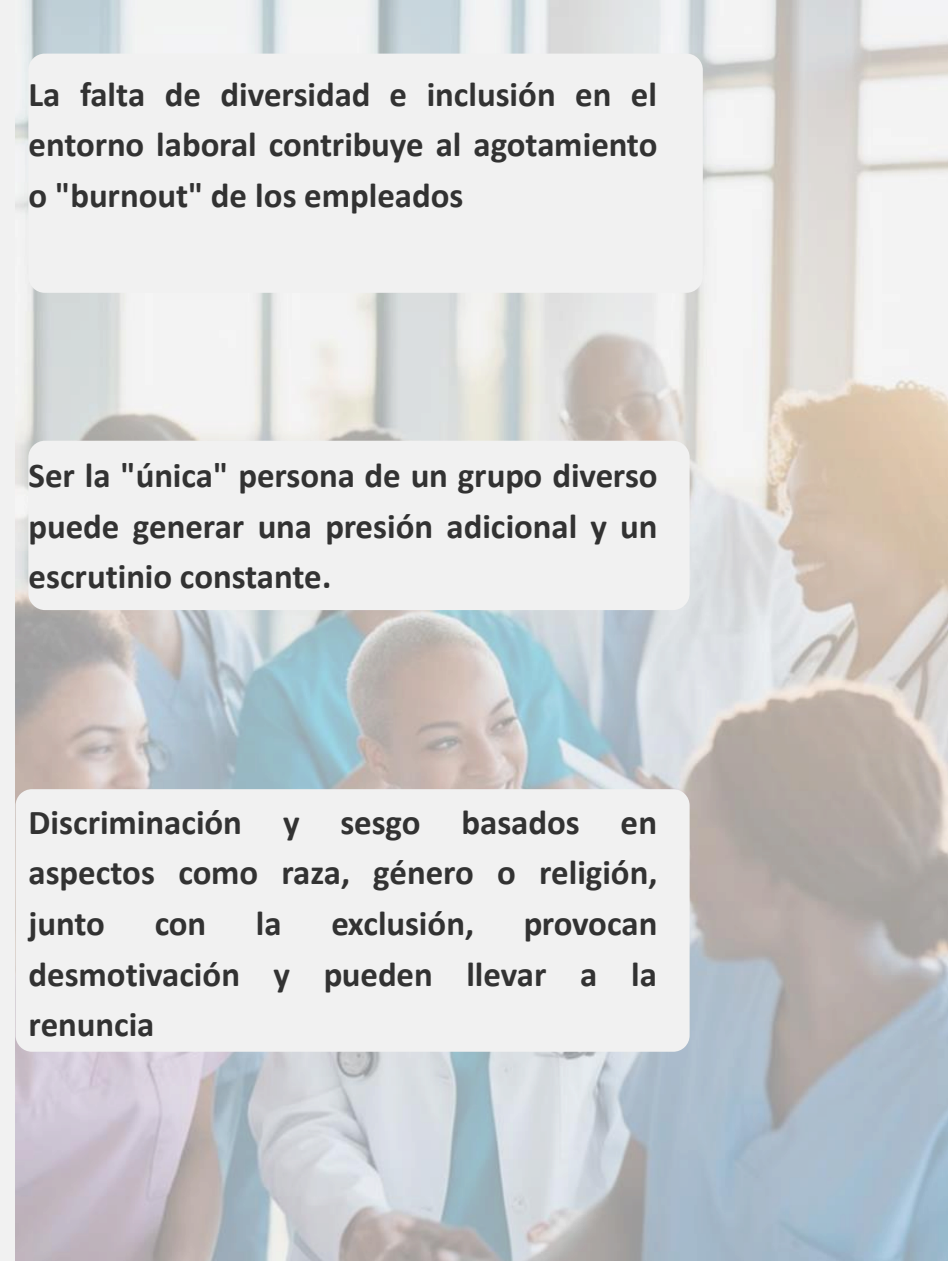 La falta de diversidad e inclusión en el
entorno laboral contribuye al agotamiento
o "burnout" de los empleados
Ser la "única" persona de un grupo diverso
puede generar una presión adicional y un
escrutinio constante.
Discriminación y sesgo basados en
aspectos como raza, género o religión,
junto con la exclusión, provocan
desmotivación y pueden llevar a la
renuncia